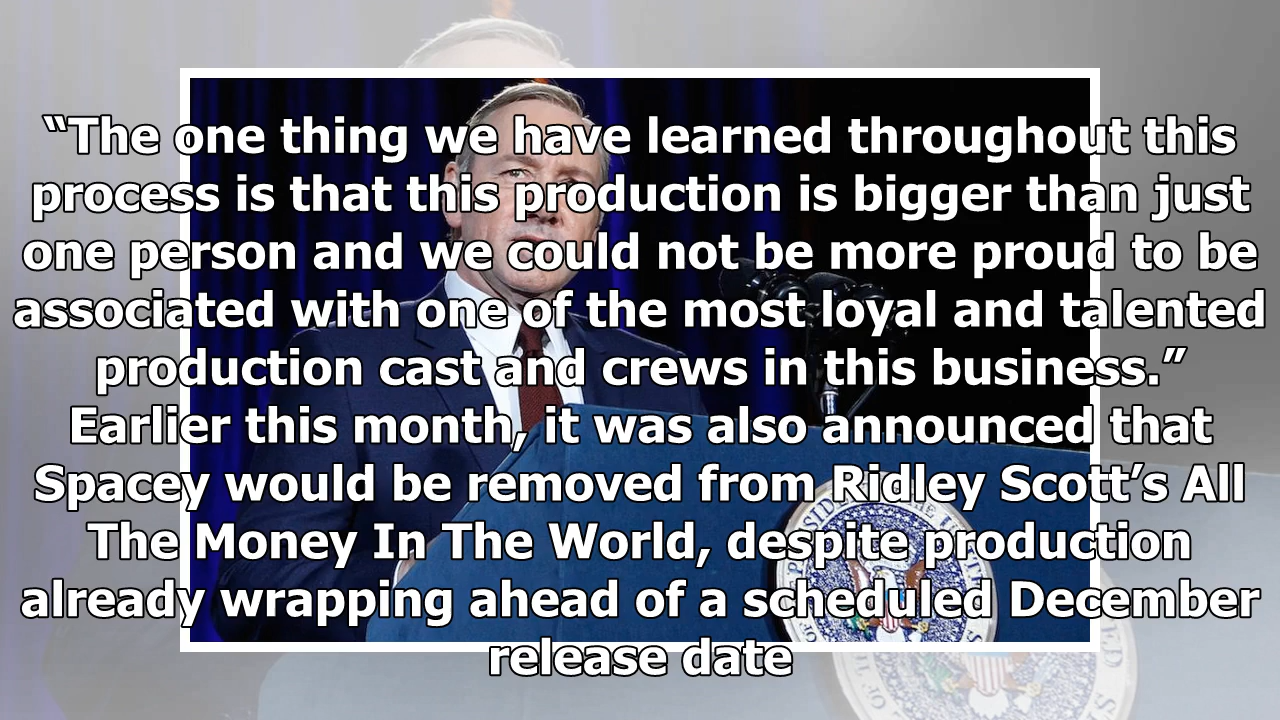 “The one thing we have learned throughout this
process is that this production is bigger than just
one person and we could not be more proud to be
associated with one of the most loyal and talented
production cast and crews in this business.”
Earlier this month, it was also announced that
Spacey would be removed from Ridley Scott’s All
The Money In The World, despite production
already wrapping ahead of a scheduled December
release date